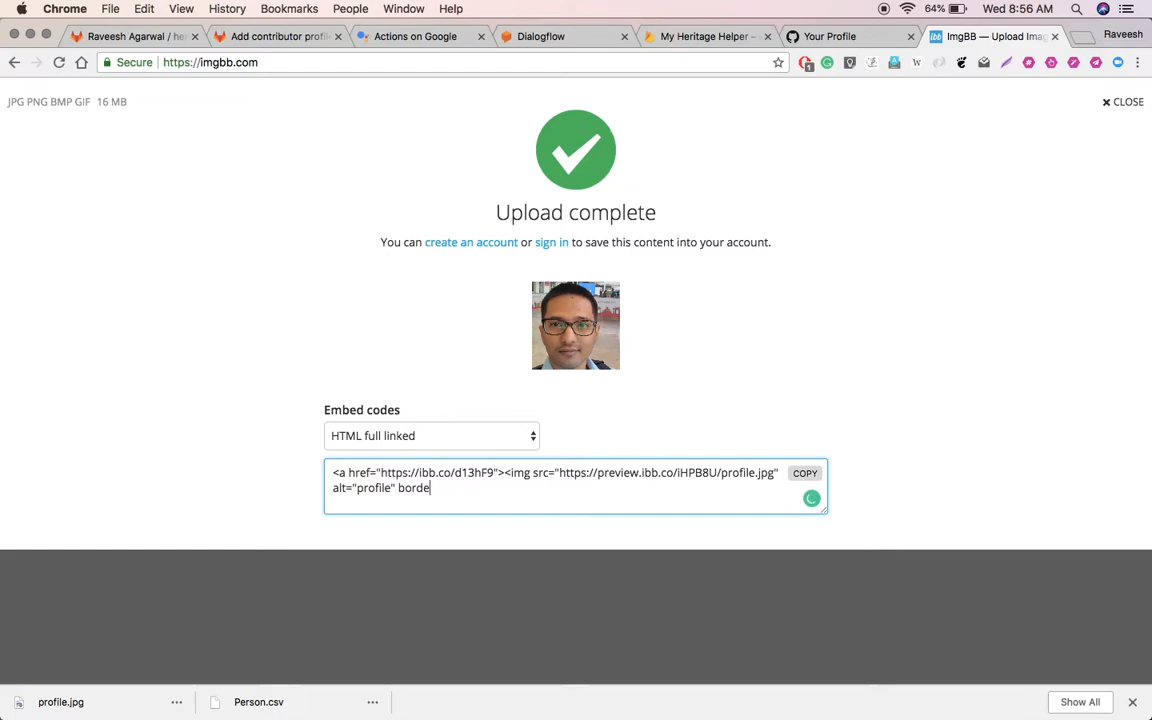 Chrome File Edit View History Bookmarks People Window Help 64% Wed 8:56 AM
Raveesh Agarwal / he Add contributor profi Actions on Google Dialogflow My Heritage Helper – Your Profile ImgBB — Upload Imag Raveesh
Secure | https://imgbb.com
JPG PNG BMP GIF 16 MB
CLOSE
Upload complete
You can create an account or sign in to save this content into your account.
Embed codes
HTML full linked
<a href="https://ibb.co/d13hF9"><img src="https://preview.ibb.co/iHPB8U/profile.jpg"
alt="profile" borde
COPY
profile.jpg Person.csv Show All